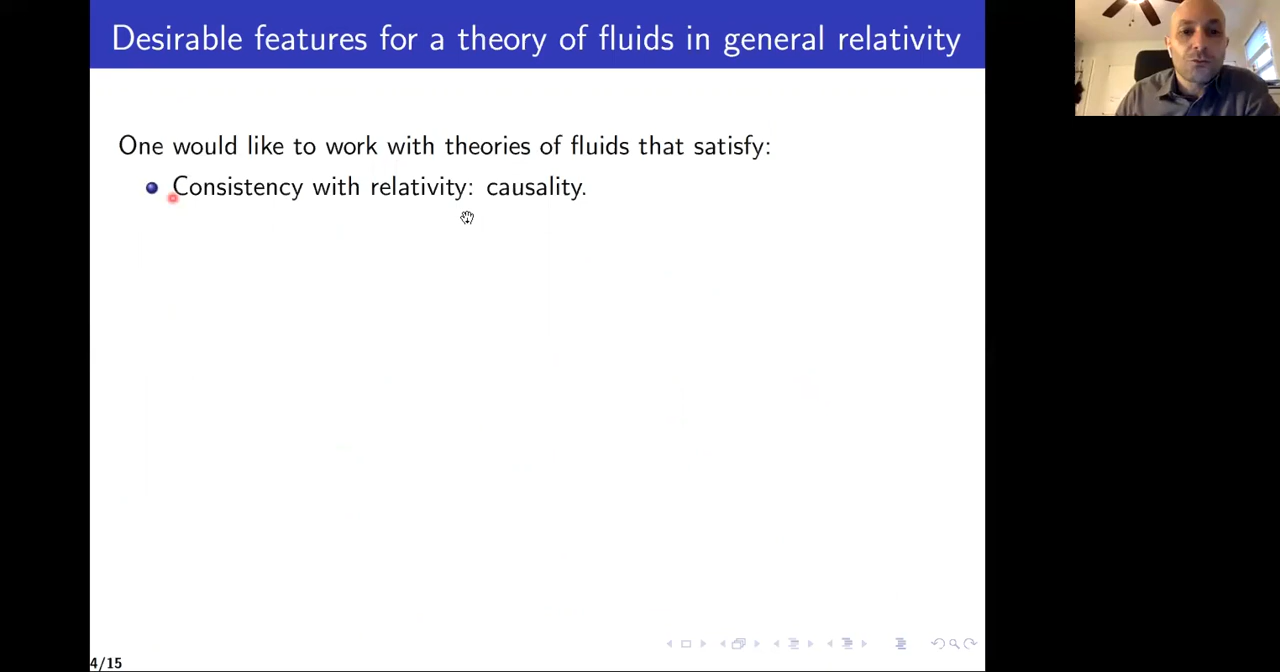 Desirable features for a theory of fluids in general relativity
One would like to work with theories of fluids that satisfy:
Consistency with relativity: causality.
4/15